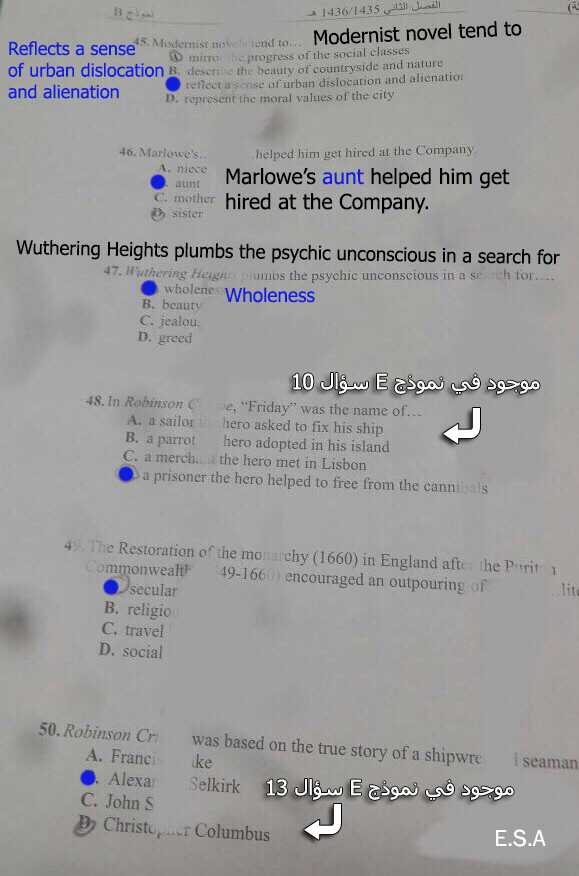 نموذج B
الفصل الثاني 1436/1435 هـ
Modernist novel tend to
Reflects a sense
of urban dislocation
and alienation
45. Modernist novels tend to…
A. mirror the progress of the social classes
B. describe the beauty of countryside and nature
reflect a sense of urban dislocation and alienation
D. represent the moral values of the city
46. Marlowe's… helped him get hired at the Company.
A. niece
aunt
C. mother
D. sister
Marlowe's aunt helped him get
hired at the Company.
Wuthering Heights plumbs the psychic unconscious in a search for
47. Wuthering Heights plumbs the psychic unconscious in a search for….
wholenes
Wholeness
B. beauty
C. jealou
D. greed
موجود في نموذج E سؤال 10
48. In Robinson C oe, “Friday” was the name of…
A. a sailor the hero asked to fix his ship
B. a parrot hero adopted in his island
C. a merch the hero met in Lisbon
a prisoner the hero helped to free from the cannibals
49. The Restoration of the monarchy (1660) in England after the Puritan
Commonwealth 49-1660) encouraged an outpouring of lite
secular
B. religio
C. travel
D. social
50. Robinson Cr was based on the true story of a shipwre seaman
A. Franci ake
Alexan Selkirk
C. John S
D. Christopher Columbus
موجود في نموذج E سؤال 13
E.S.A